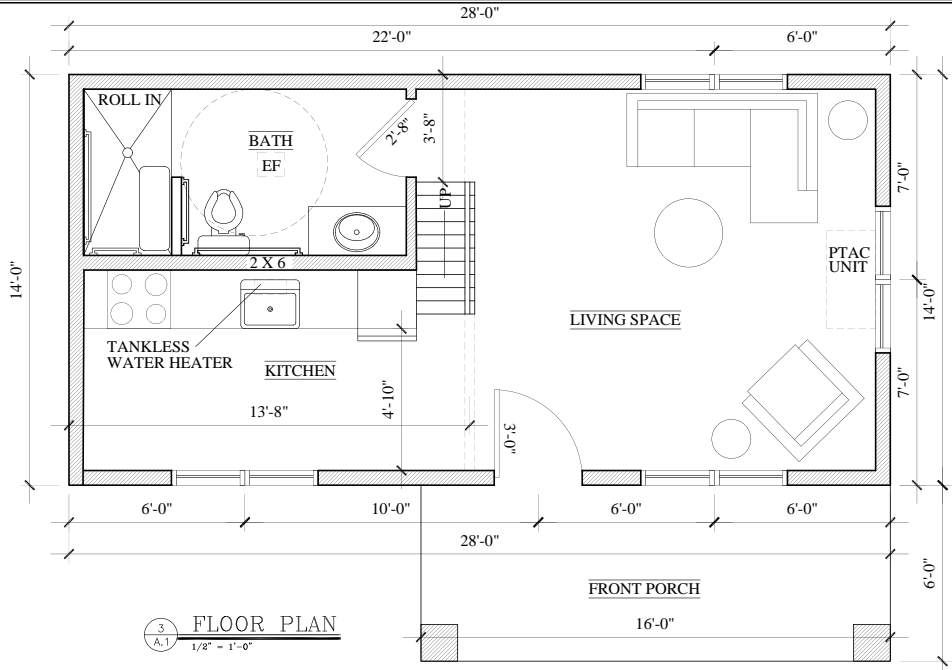 28'-0"
22'-0"
6'-0"
ROLL IN
BATH
EF
2'-8"
3'-8"
UP
7'-0"
14'-0"
2 X 6
PTAC
UNIT
14'-0"
LIVING SPACE
TANKLESS
WATER HEATER
KITCHEN
13'-8"
4'-10"
3'-0"
7'-0"
6'-0"
10'-0"
6'-0"
6'-0"
28'-0"
FRONT PORCH
6'-0"
16'-0"
3
A.1
FLOOR PLAN
1/2" = 1'-0"